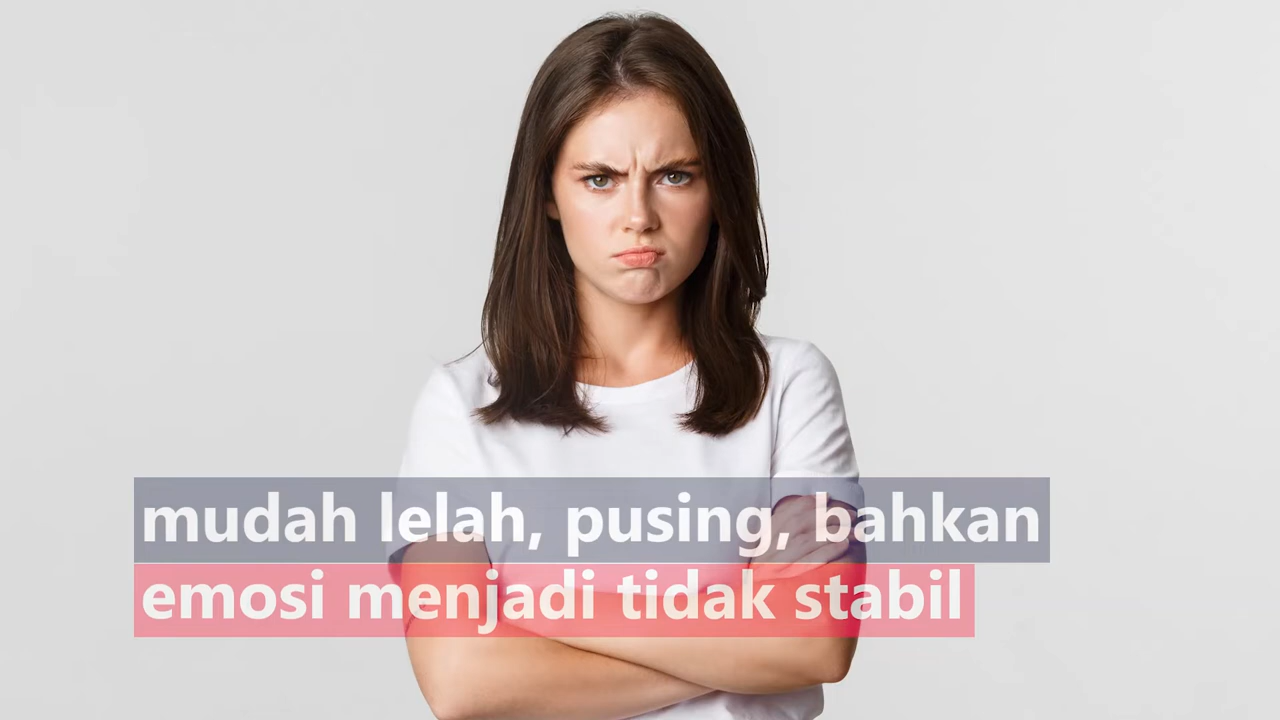 mudah lelah, pusing, bahkan
emosi menjadi tidak stabil